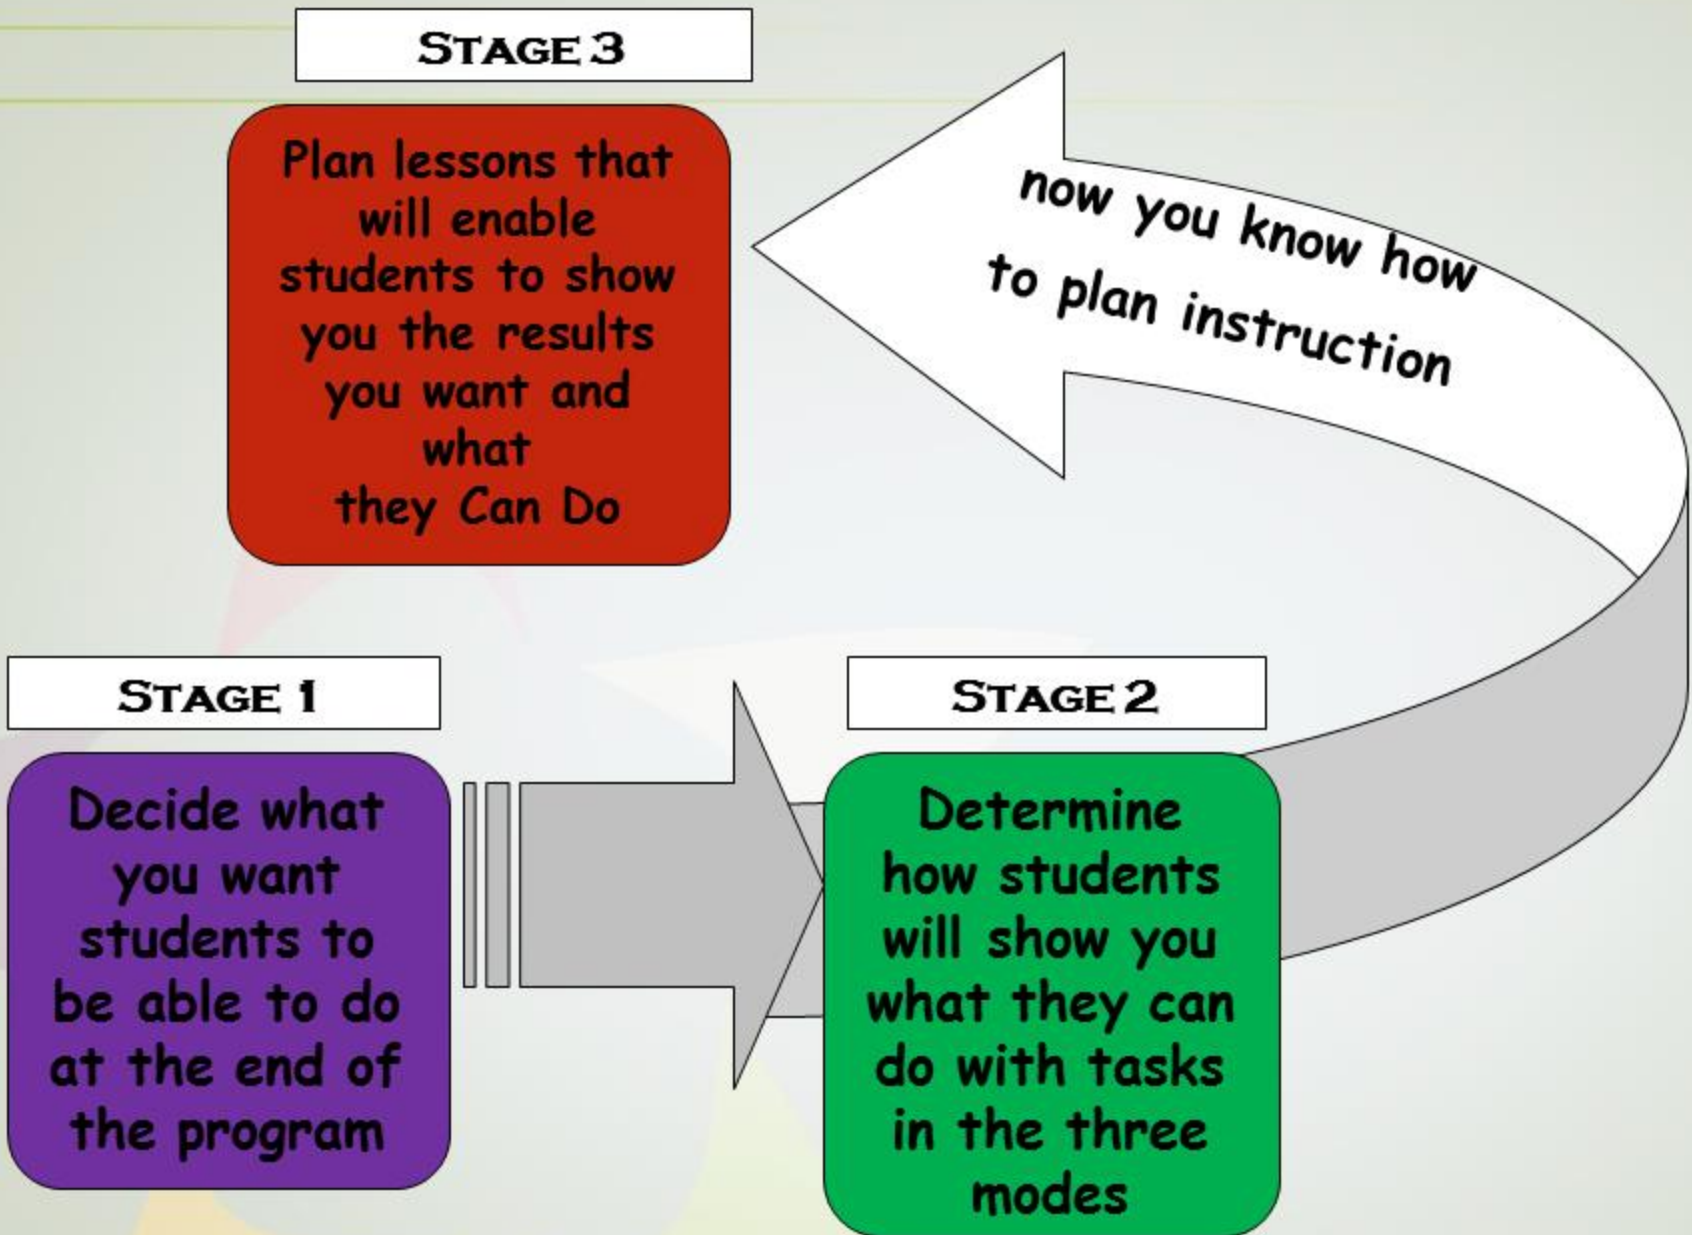 STAGE 3
Plan lessons that
will enable
students to show
you the results
you want and
what
they Can Do
now you know how
to plan instruction
STAGE 1
Decide what
you want
students to
be able to do
at the end of
the program
STAGE 2
Determine
how students
will show you
what they can
do with tasks
in the three
modes